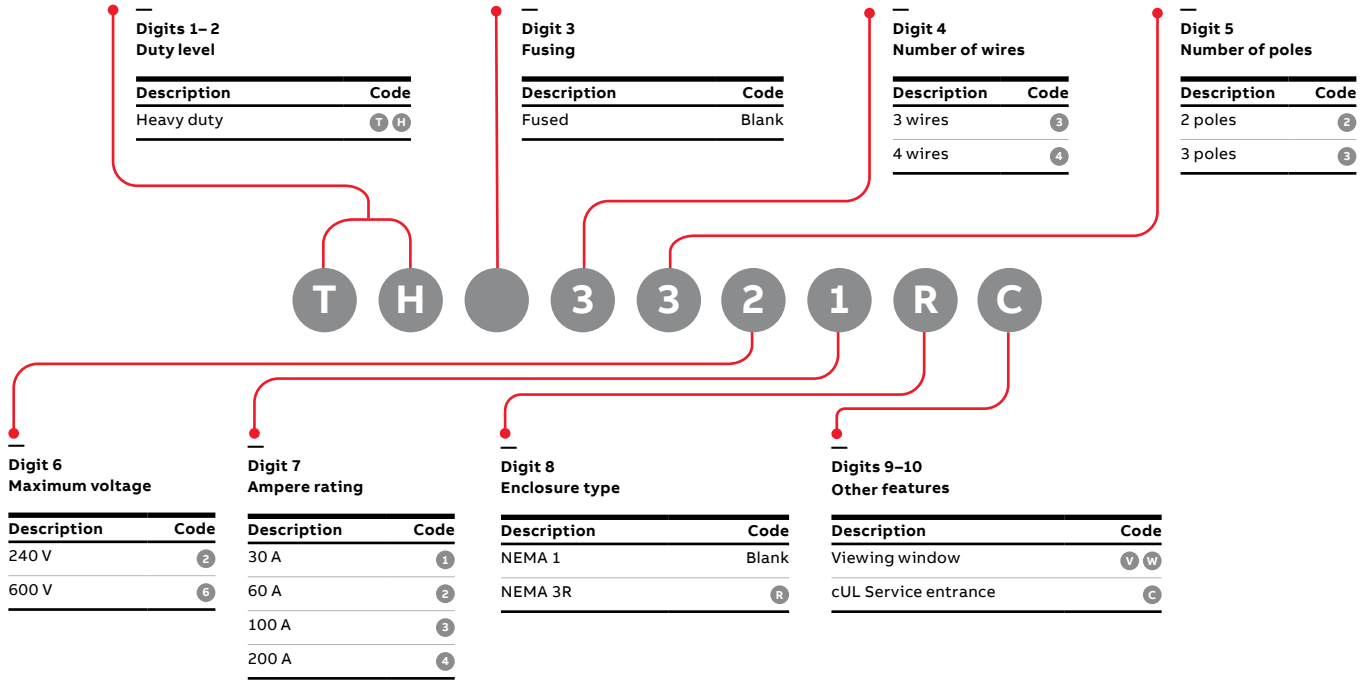 Digits 1–2
Duty level
Description Code
Heavy duty T H
Digit 3
Fusing
Description Code
Fused Blank
Digit 4
Number of wires
Description Code
3 wires 3
4 wires 4
Digit 5
Number of poles
Description Code
2 poles 2
3 poles 3
T H 3 3 2 1 R C
Digit 6
Maximum voltage
Description Code
240 V 2
600 V 6
Digit 7
Ampere rating
Description Code
30 A 1
60 A 2
100 A 3
200 A 4
Digit 8
Enclosure type
Description Code
NEMA 1 Blank
NEMA 3R R
Digits 9–10
Other features
Description Code
Viewing window V W
cUL Service entrance C